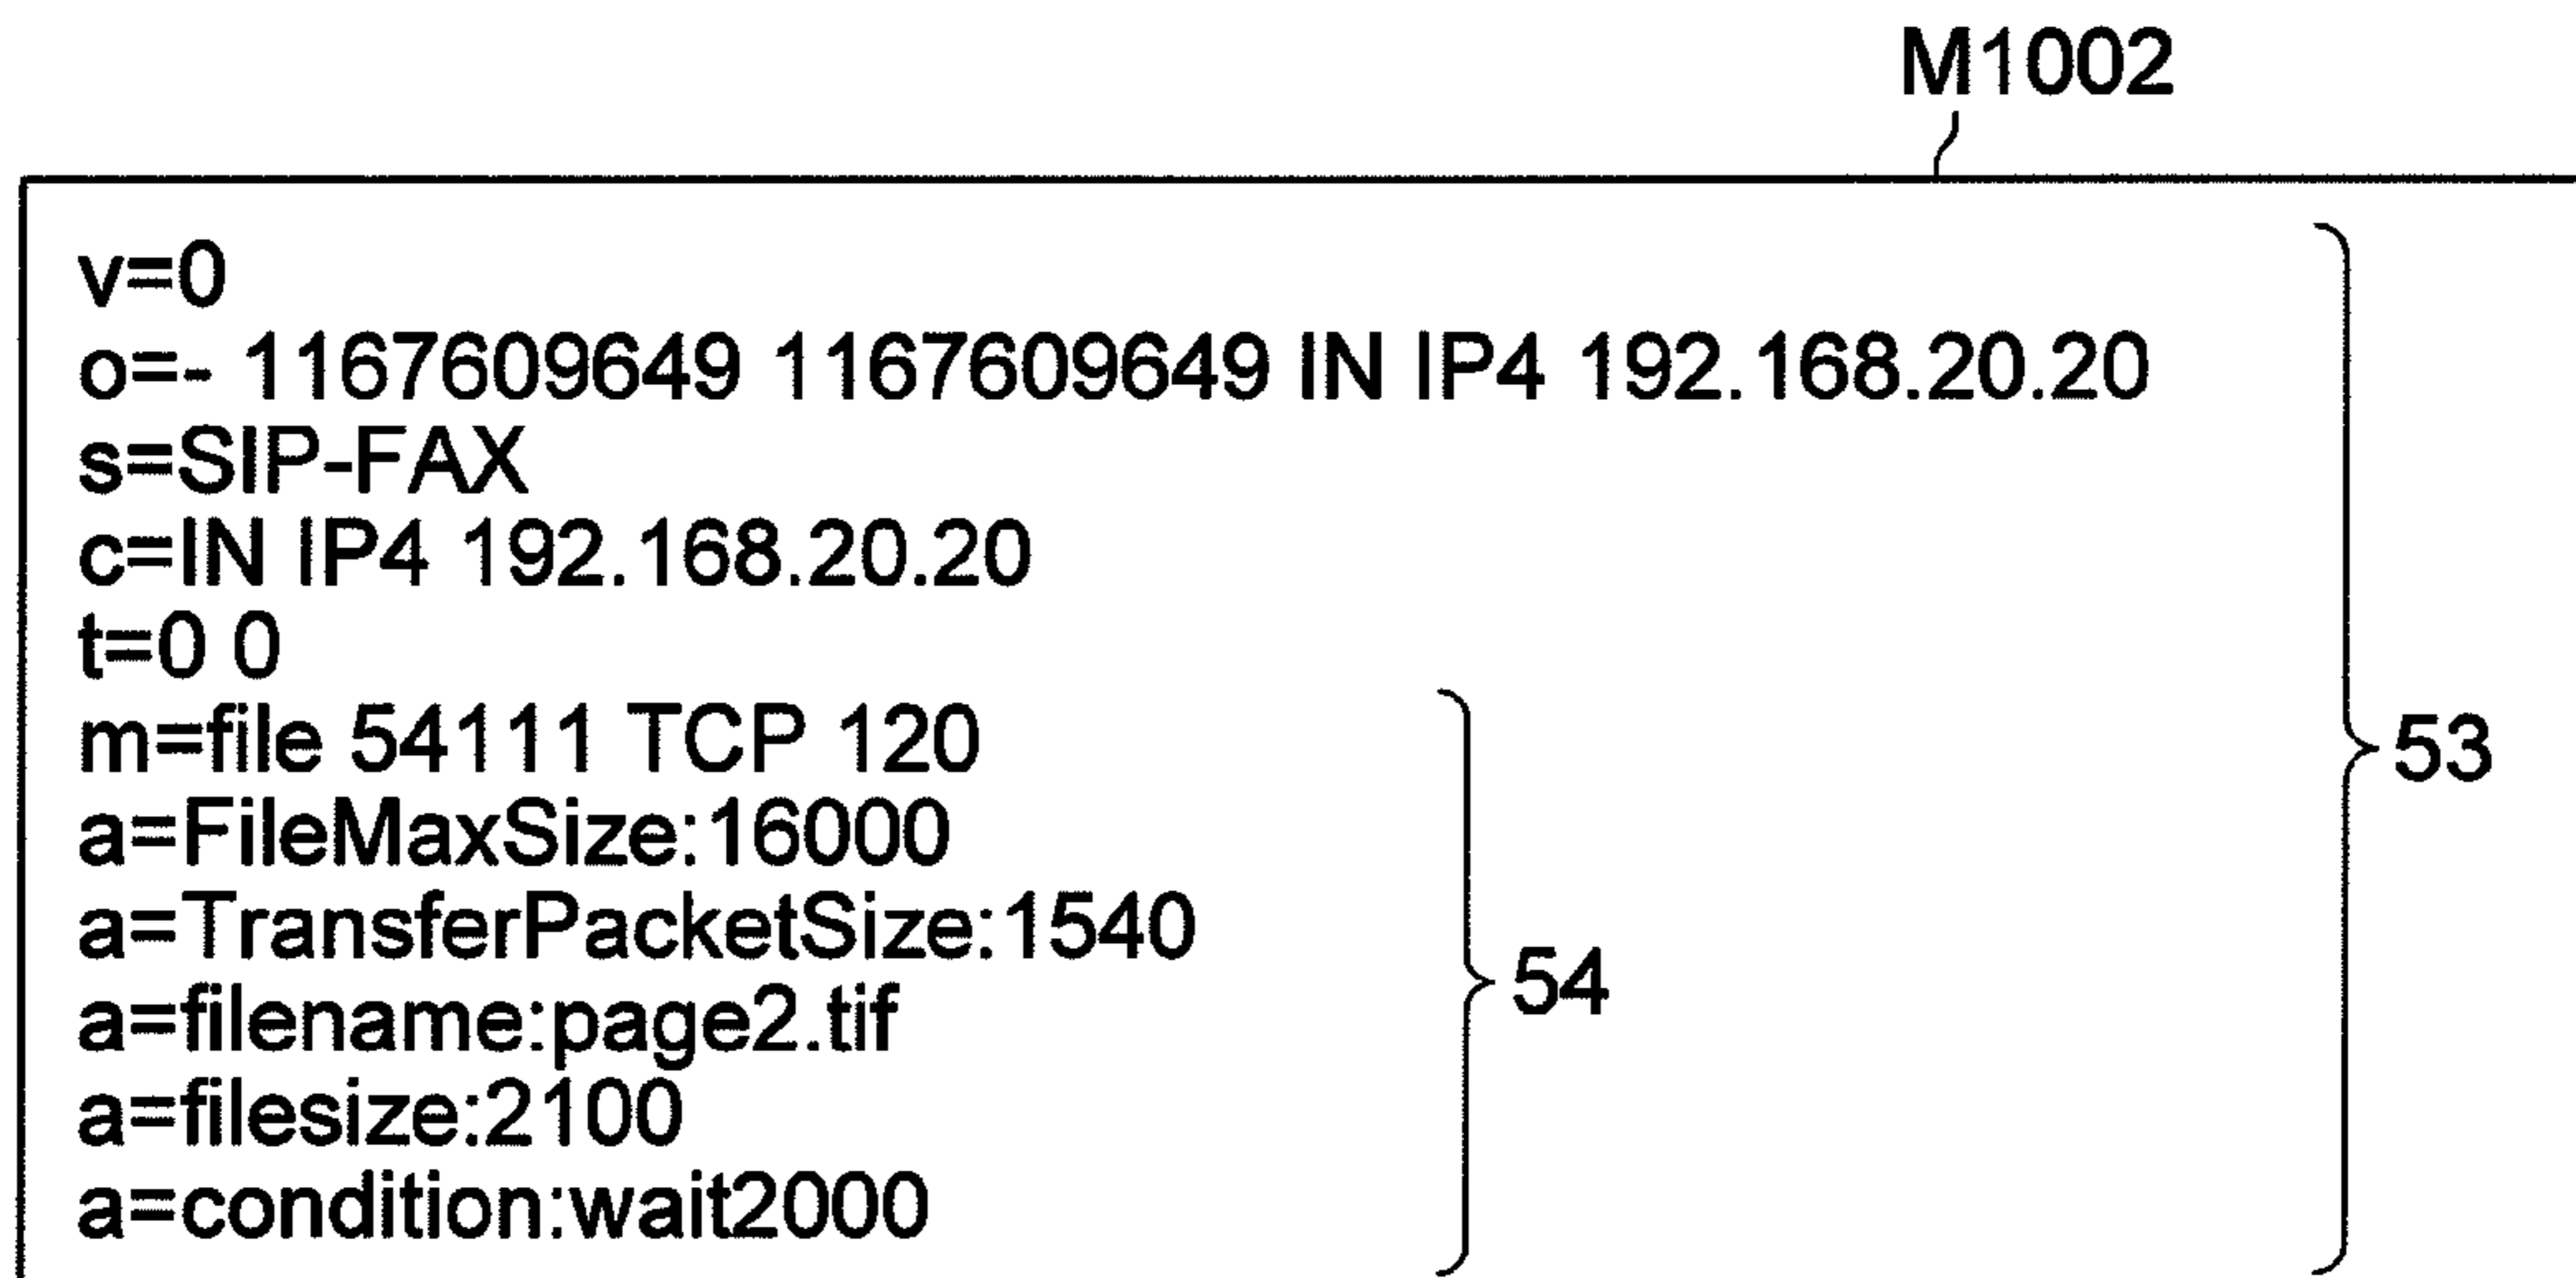 M1002
v=0
o=- 1167609649 1167609649 IN IP4 192.168.20.20
s=SIP-FAX
c=IN IP4 192.168.20.20
t=0 0
m=file 54111 TCP 120
53
a=FileMaxSize:16000
a=TransferPacketSize:1540
54
a=filename:page2.tif
a=filesize:2100
a=condition:wait2000